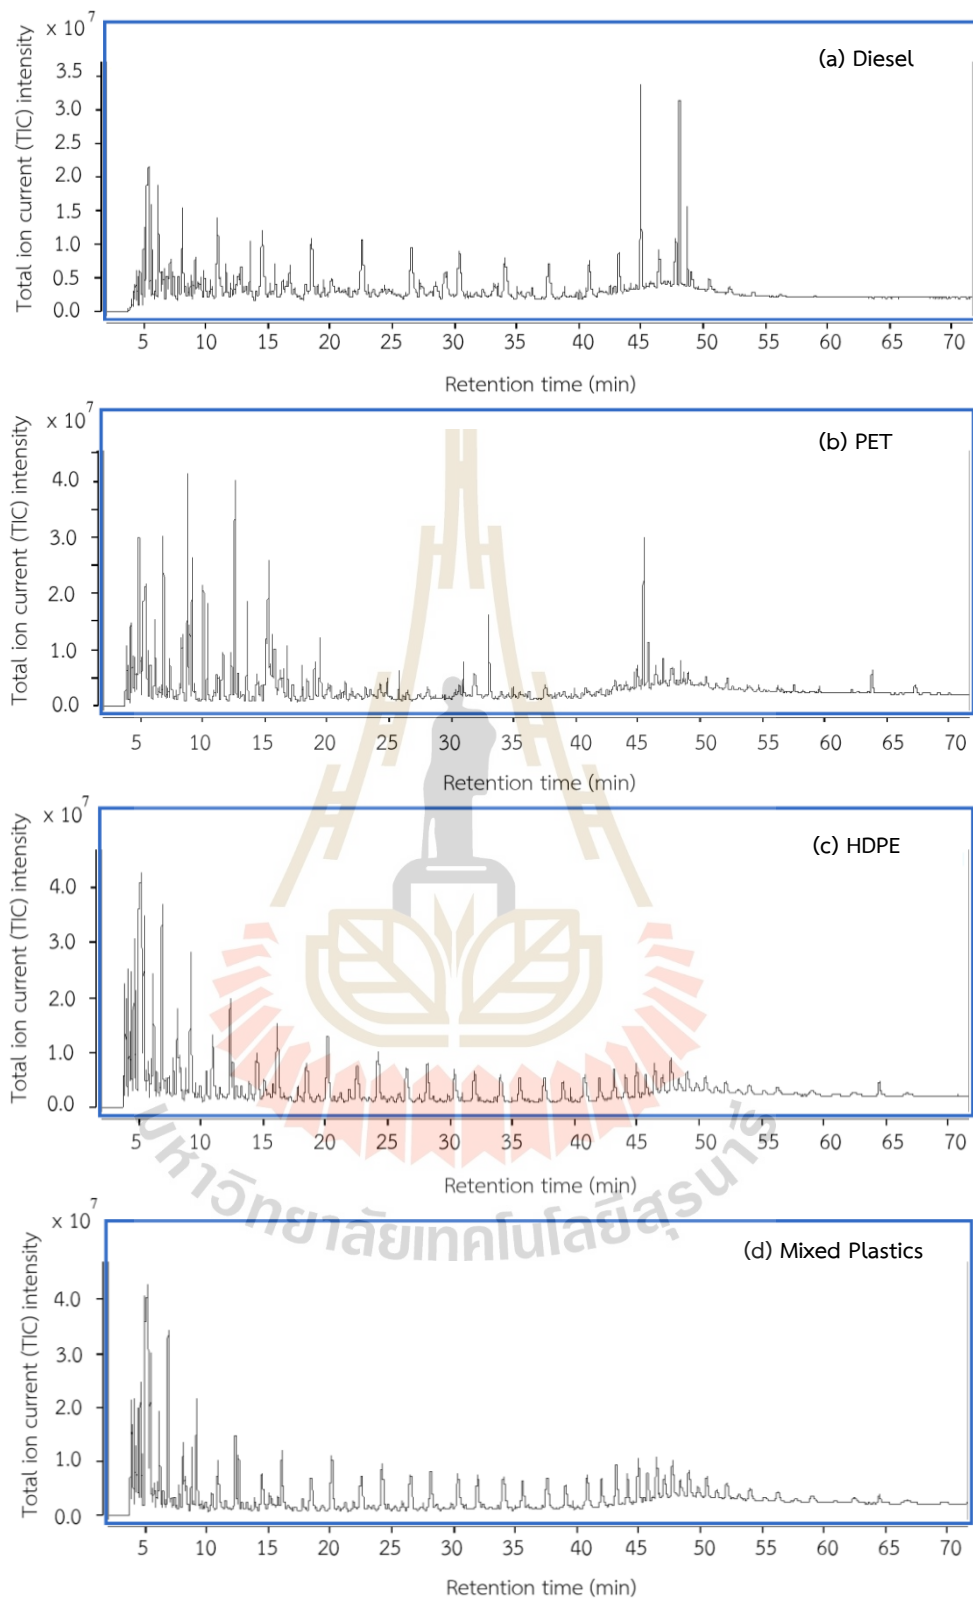 x 10^7
(a) Diesel
Total ion current (TIC) intensity
3.5
3.0
2.5
2.0
1.5
1.0
0.5
0.0
5 10 15 20 25 30 35 40 45 50 55 60 65 70
Retention time (min)
x 10^7
(b) PET
Total ion current (TIC) intensity
4.0
3.0
2.0
1.0
0.0
5 10 15 20 25 30 35 40 45 50 55 60 65 70
Retention time (min)
x 10^7
(c) HDPE
Total ion current (TIC) intensity
4.0
3.0
2.0
1.0
0.0
5 10 15 20 25 30 35 40 45 50 55 60 65 70
Retention time (min)
มหาวิทยาลัยเทคโนโลยีสุรนารี
x 10^7
(d) Mixed Plastics
Total ion current (TIC) intensity
4.0
3.0
2.0
1.0
0.0
5 10 15 20 25 30 35 40 45 50 55 60 65 70
Retention time (min)